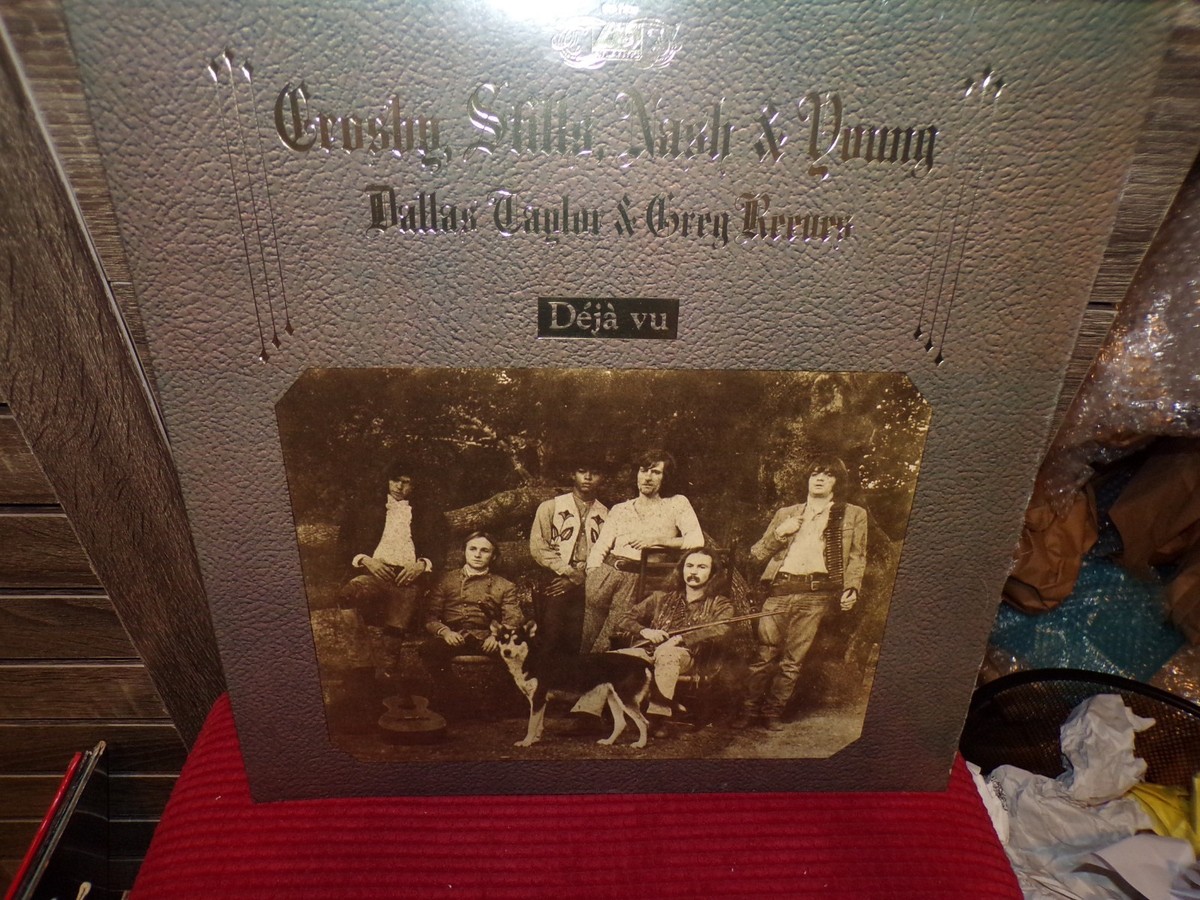 Crosby, Stills, Nash & Young
Dallas Taylor & Greg Reeves
Déjà vu